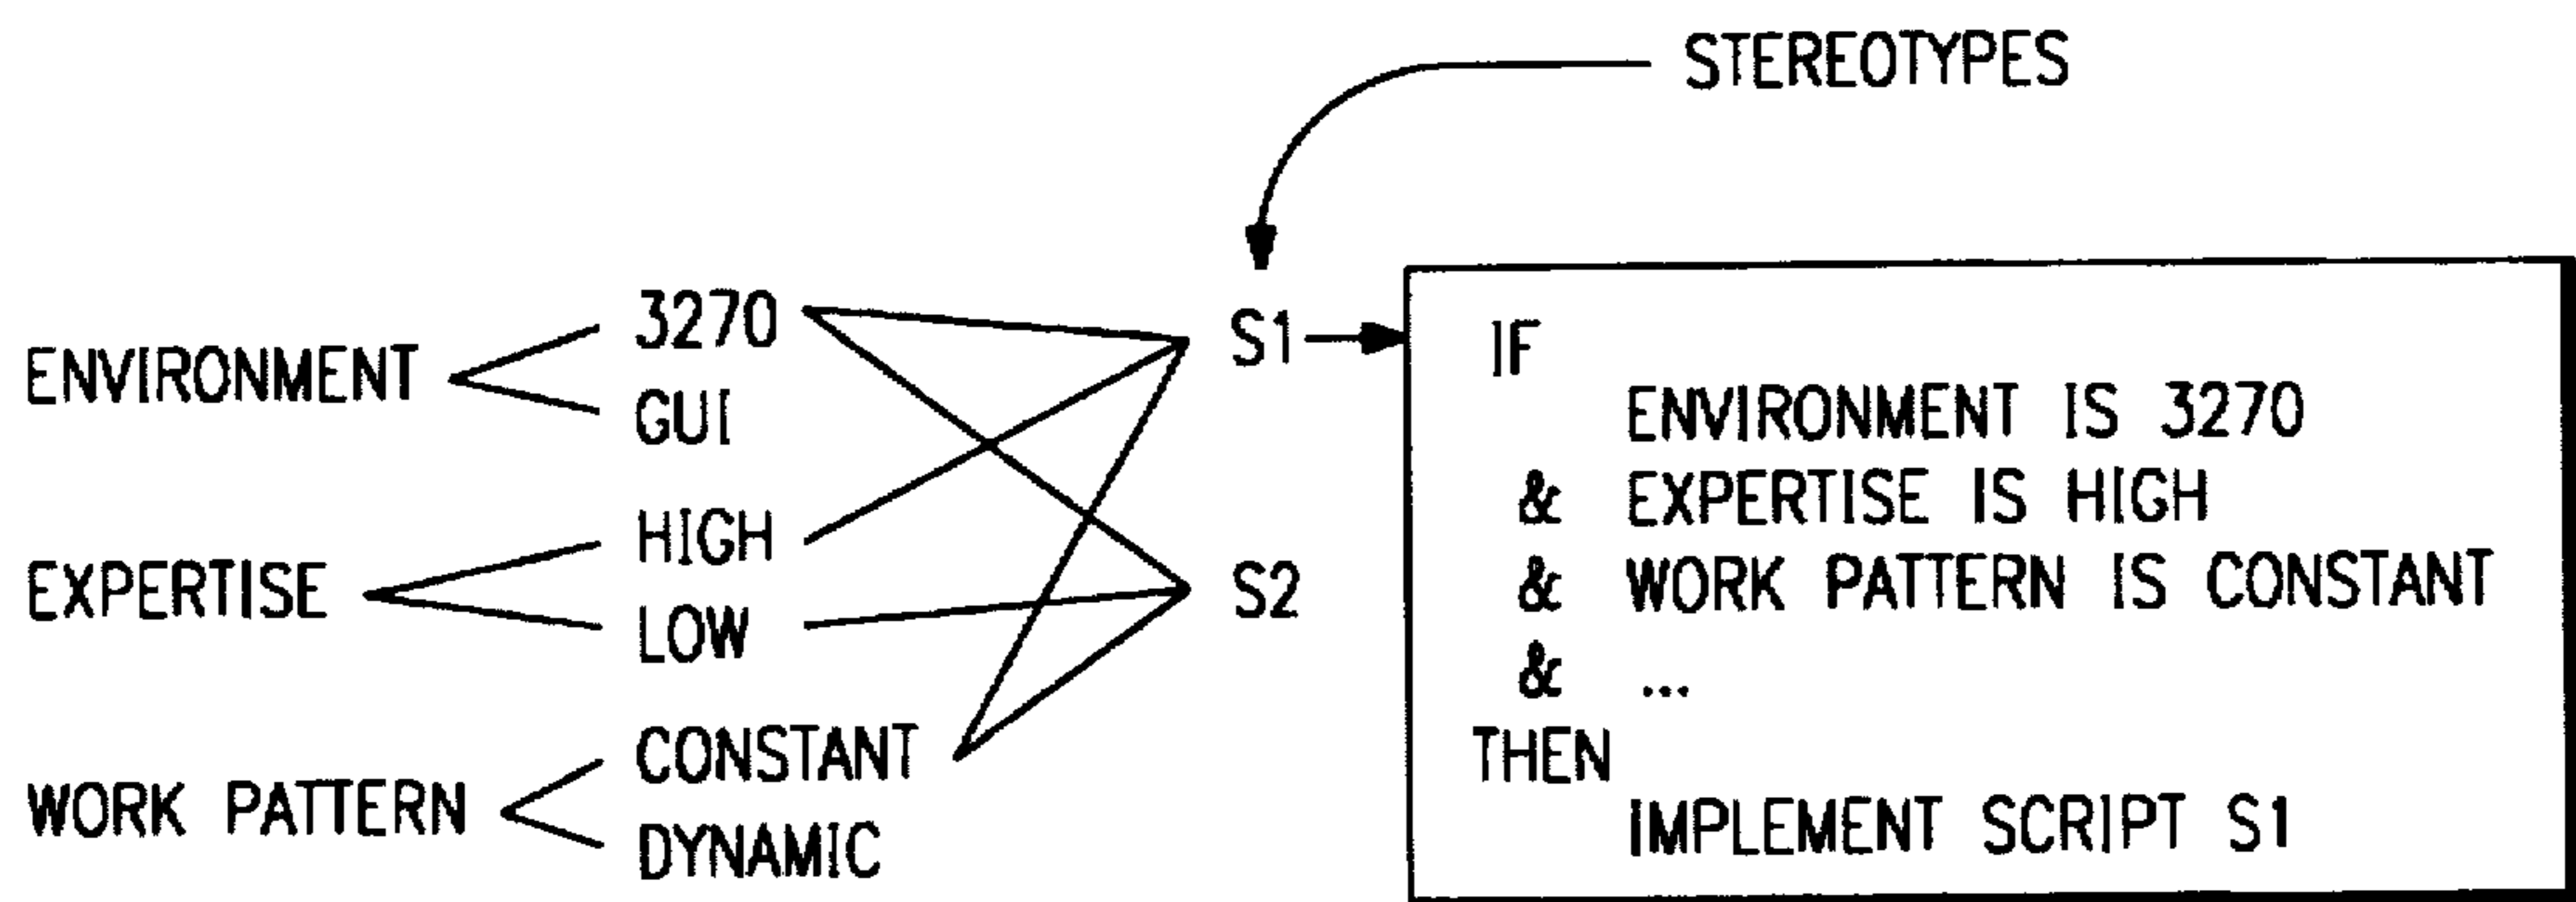 STEREOTYPES
ENVIRONMENT
3270
GUI
EXPERTISE
HIGH
LOW
WORK PATTERN
CONSTANT
DYNAMIC
S1
S2
IF
ENVIRONMENT IS 3270
& EXPERTISE IS HIGH
& WORK PATTERN IS CONSTANT
& ...
THEN
IMPLEMENT SCRIPT S1